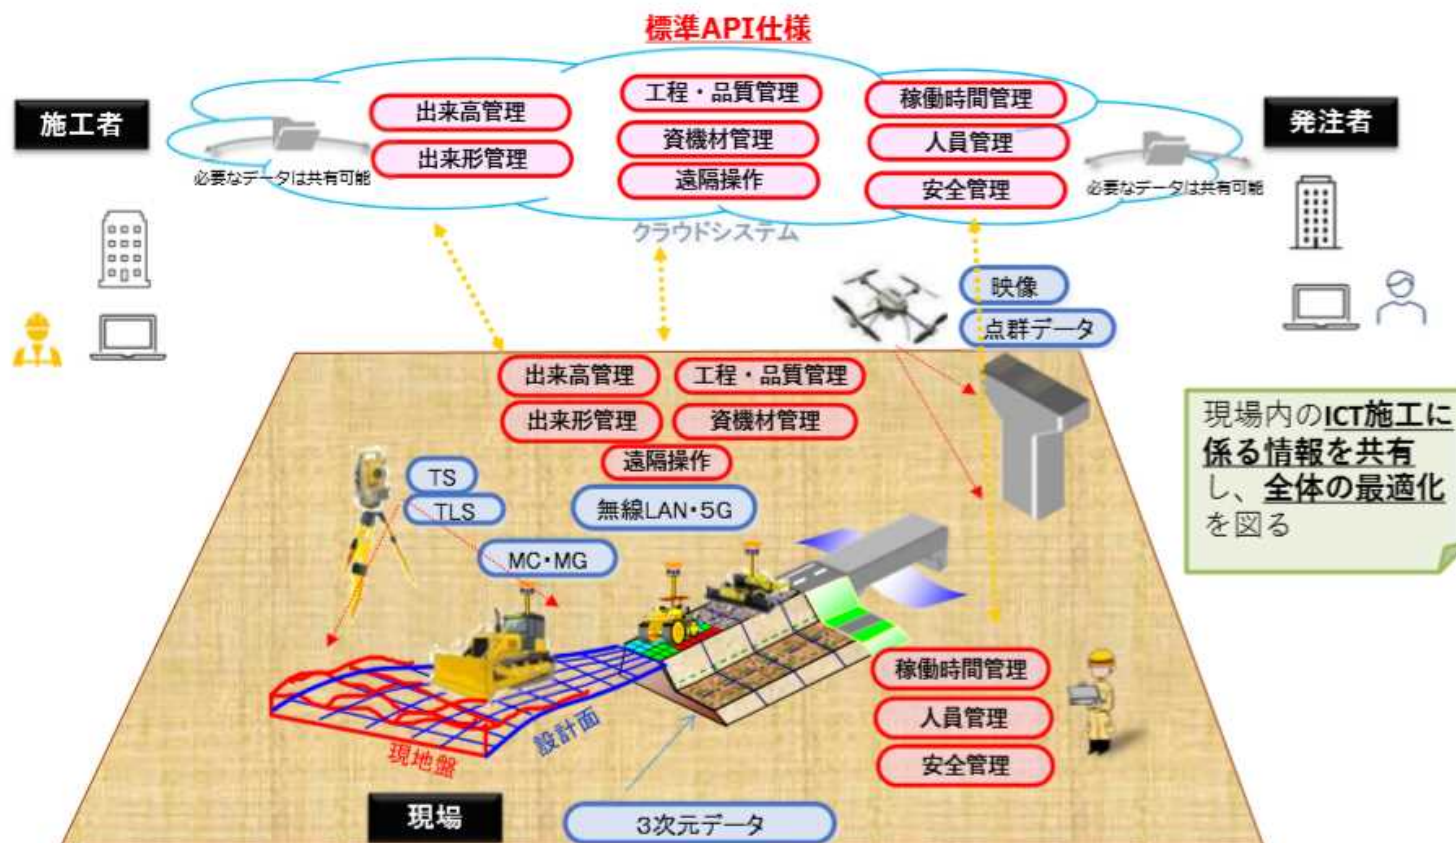 標準API仕様
施工者
出来高管理
出来形管理
工程・品質管理
資機材管理
遠隔操作
稼働時間管理
人員管理
安全管理
発注者
必要なデータは共有可能
必要なデータは共有可能
クラウドシステム
映像
点群データ
出来高管理
工程・品質管理
出来形管理
資機材管理
遠隔操作
無線LAN・5G
TS
TLS
MC・MG
現場内のICT施工に
係る情報を共有
し、全体の最適化
を図る
稼働時間管理
人員管理
安全管理
設計面
現地盤
現場
3次元データ